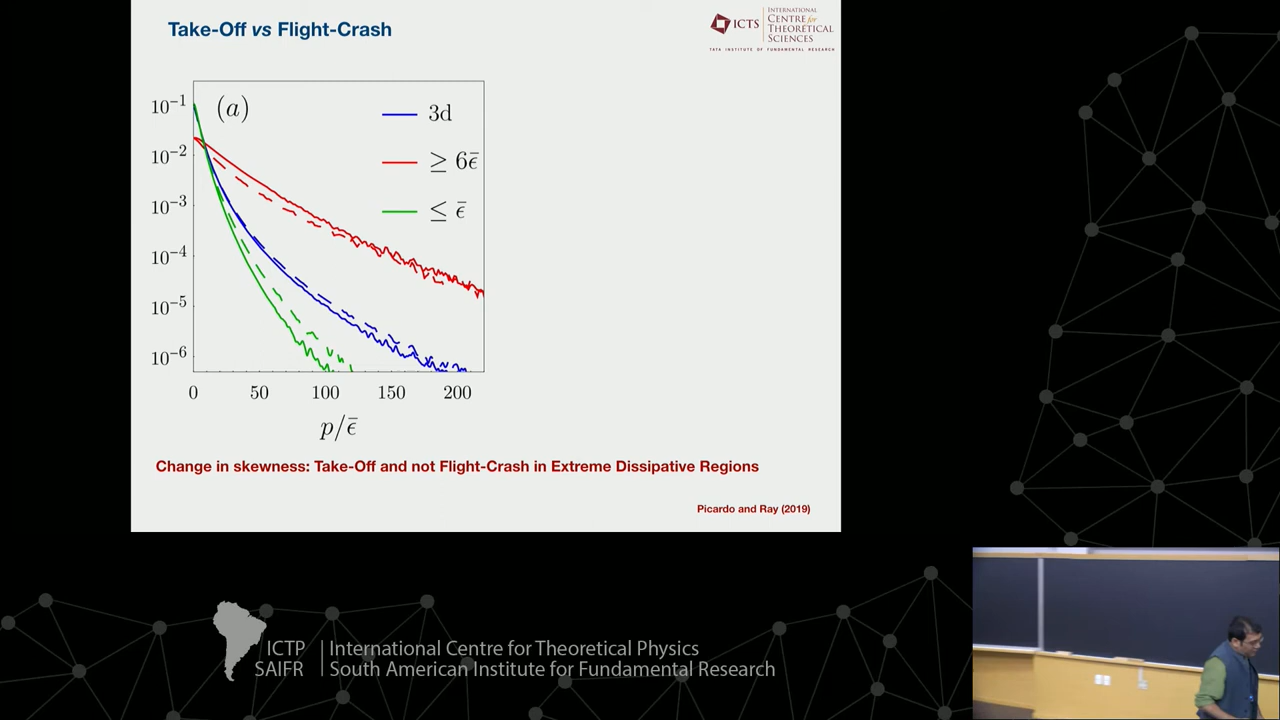 Take-Off vs Flight-Crash
ICTS
INTERNATIONAL
CENTRE for
THEORETICAL
SCIENCES
TATA INSTITUTE OF FUNDAMENTAL RESEARCH
(a)
3d
≥ 6ε̄
≤ ε̄
10⁻¹
10⁻²
10⁻³
10⁻⁴
10⁻⁵
10⁻⁶
0 50 100 150 200
p/ε̄
Change in skewness: Take-Off and not Flight-Crash in Extreme Dissipative Regions
Picardo and Ray (2019)
ICTP International Centre for Theoretical Physics
SAIFR South American Institute for Fundamental Research